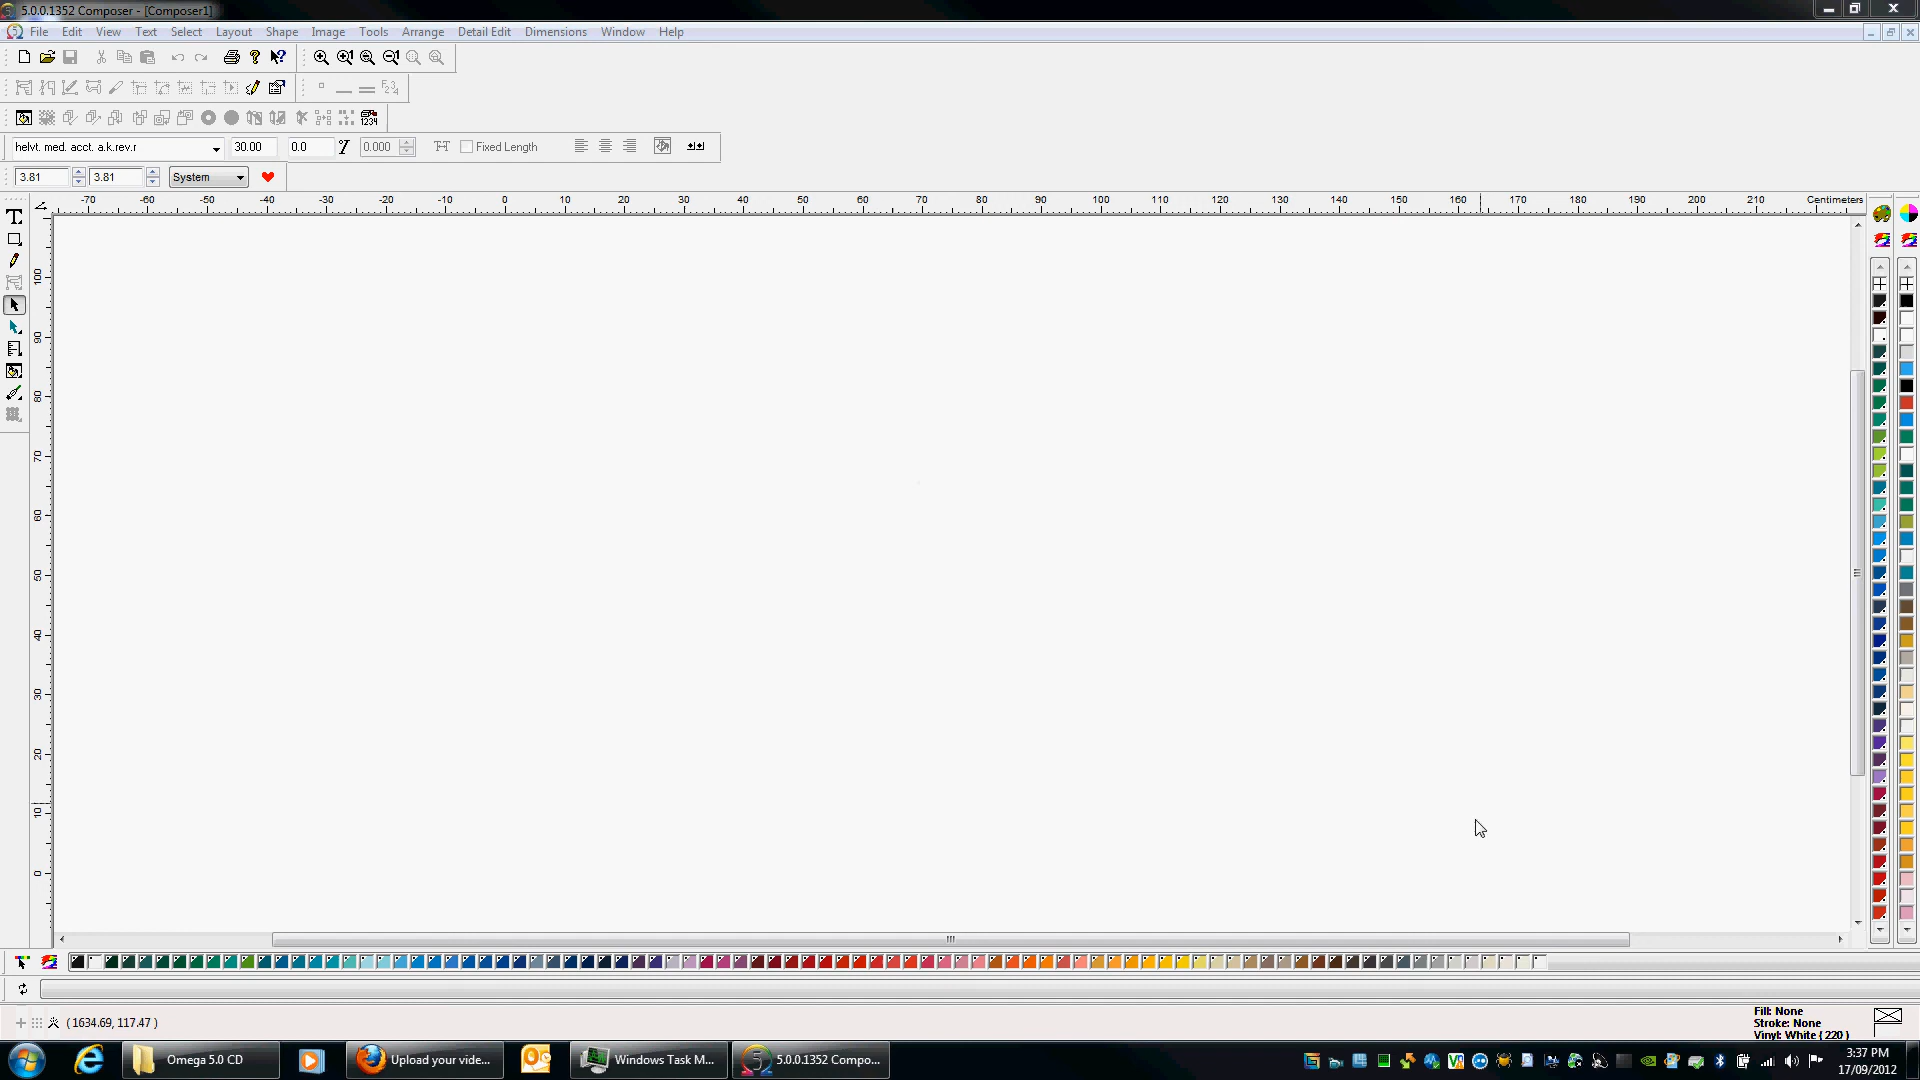 5.0.0.1352 Composer - [Composer1]
File Edit View Text Select Layout Shape Image Tools Arrange Detail Edit Dimensions Window Help
F234
1234
helvt. med. acct. a.k.rev.r 30.00 0.0 0.000 Fixed Length
3.81 3.81 System
-70 -60 -50 -40 -30 -20 -10 0 10 20 30 40 50 60 70 80 90 100 110 120 130 140 150 160 170 180 190 200 210 Centimeters
100
90
80
70
60
50
40
30
20
10
0
( 1634.69, 117.47 )
Fill: None
Stroke: None
Vinyl: White ( 220 )
Omega 5.0 CD
Upload your vide...
Windows Task M...
5.0.0.1352 Compo...
3:37 PM
17/09/2012